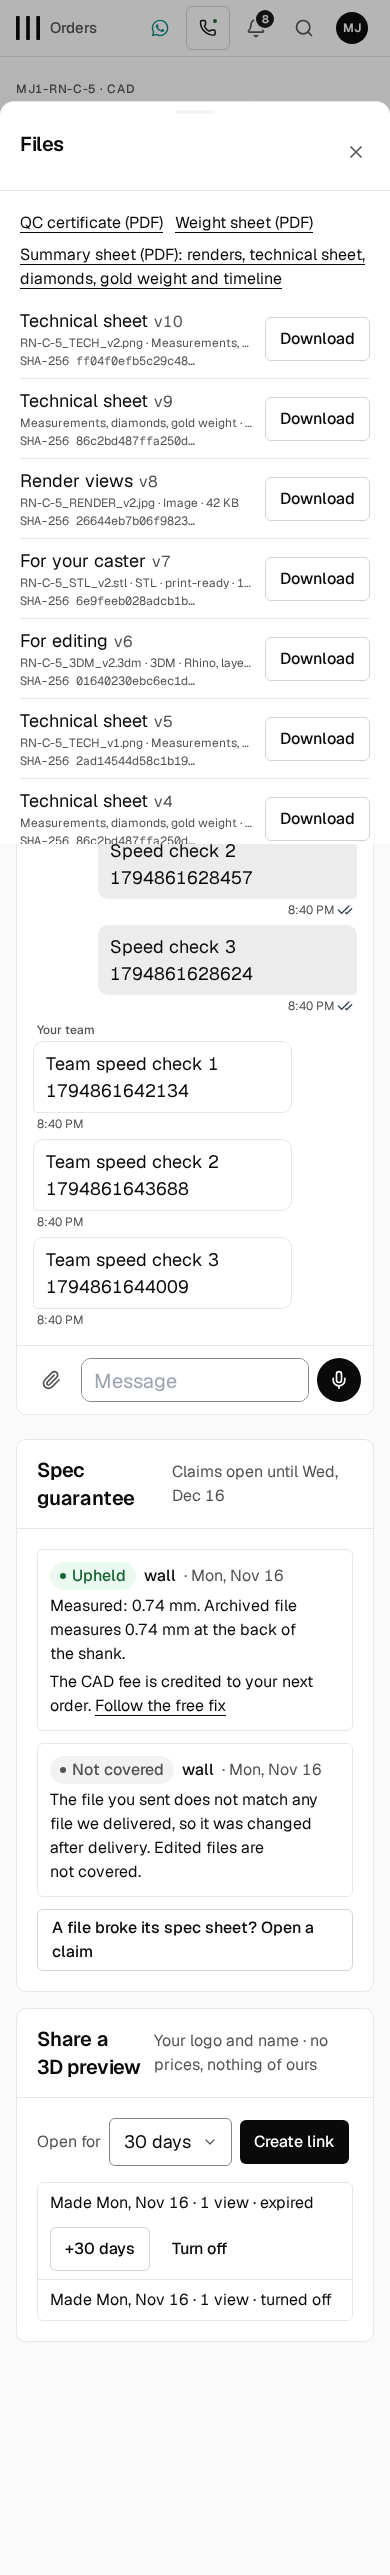 Orders
8
MJ
MJ1-RN-C-5 · CAD
Files
QC certificate (PDF) Weight sheet (PDF)
Summary sheet (PDF): renders, technical sheet,
diamonds, gold weight and timeline
Technical sheet v10
RN-C-5_TECH_v2.png · Measurements, …
SHA-256 ff04f0efb5c29c48…
Download
Technical sheet v9
Measurements, diamonds, gold weight · …
SHA-256 86c2bd487ffa250d…
Download
Render views v8
RN-C-5_RENDER_v2.jpg · Image · 42 KB
SHA-256 26644eb7b06f9823…
Download
For your caster v7
RN-C-5_STL_v2.stl · STL · print-ready · 1…
SHA-256 6e9feeb028adcb1b…
Download
For editing v6
RN-C-5_3DM_v2.3dm · 3DM · Rhino, laye…
SHA-256 01640230ebc6ec1d…
Download
Technical sheet v5
RN-C-5_TECH_v1.png · Measurements, …
SHA-256 2ad14544d58c1b19…
Download
Technical sheet v4
Measurements, diamonds, gold weight · …
SHA-256 86c2bd487ffa250d…
Download
Speed check 2
1794861628457
8:40 PM
Speed check 3
1794861628624
8:40 PM
Your team
Team speed check 1
1794861642134
8:40 PM
Team speed check 2
1794861643688
8:40 PM
Team speed check 3
1794861644009
8:40 PM
Message
Spec
guarantee
Claims open until Wed,
Dec 16
Upheld wall · Mon, Nov 16
Measured: 0.74 mm. Archived file
measures 0.74 mm at the back of
the shank.
The CAD fee is credited to your next
order. Follow the free fix
Not covered wall · Mon, Nov 16
The file you sent does not match any
file we delivered, so it was changed
after delivery. Edited files are
not covered.
A file broke its spec sheet? Open a
claim
Share a
3D preview
Your logo and name · no
prices, nothing of ours
Open for 30 days Create link
Made Mon, Nov 16 · 1 view · expired
+30 days Turn off
Made Mon, Nov 16 · 1 view · turned off